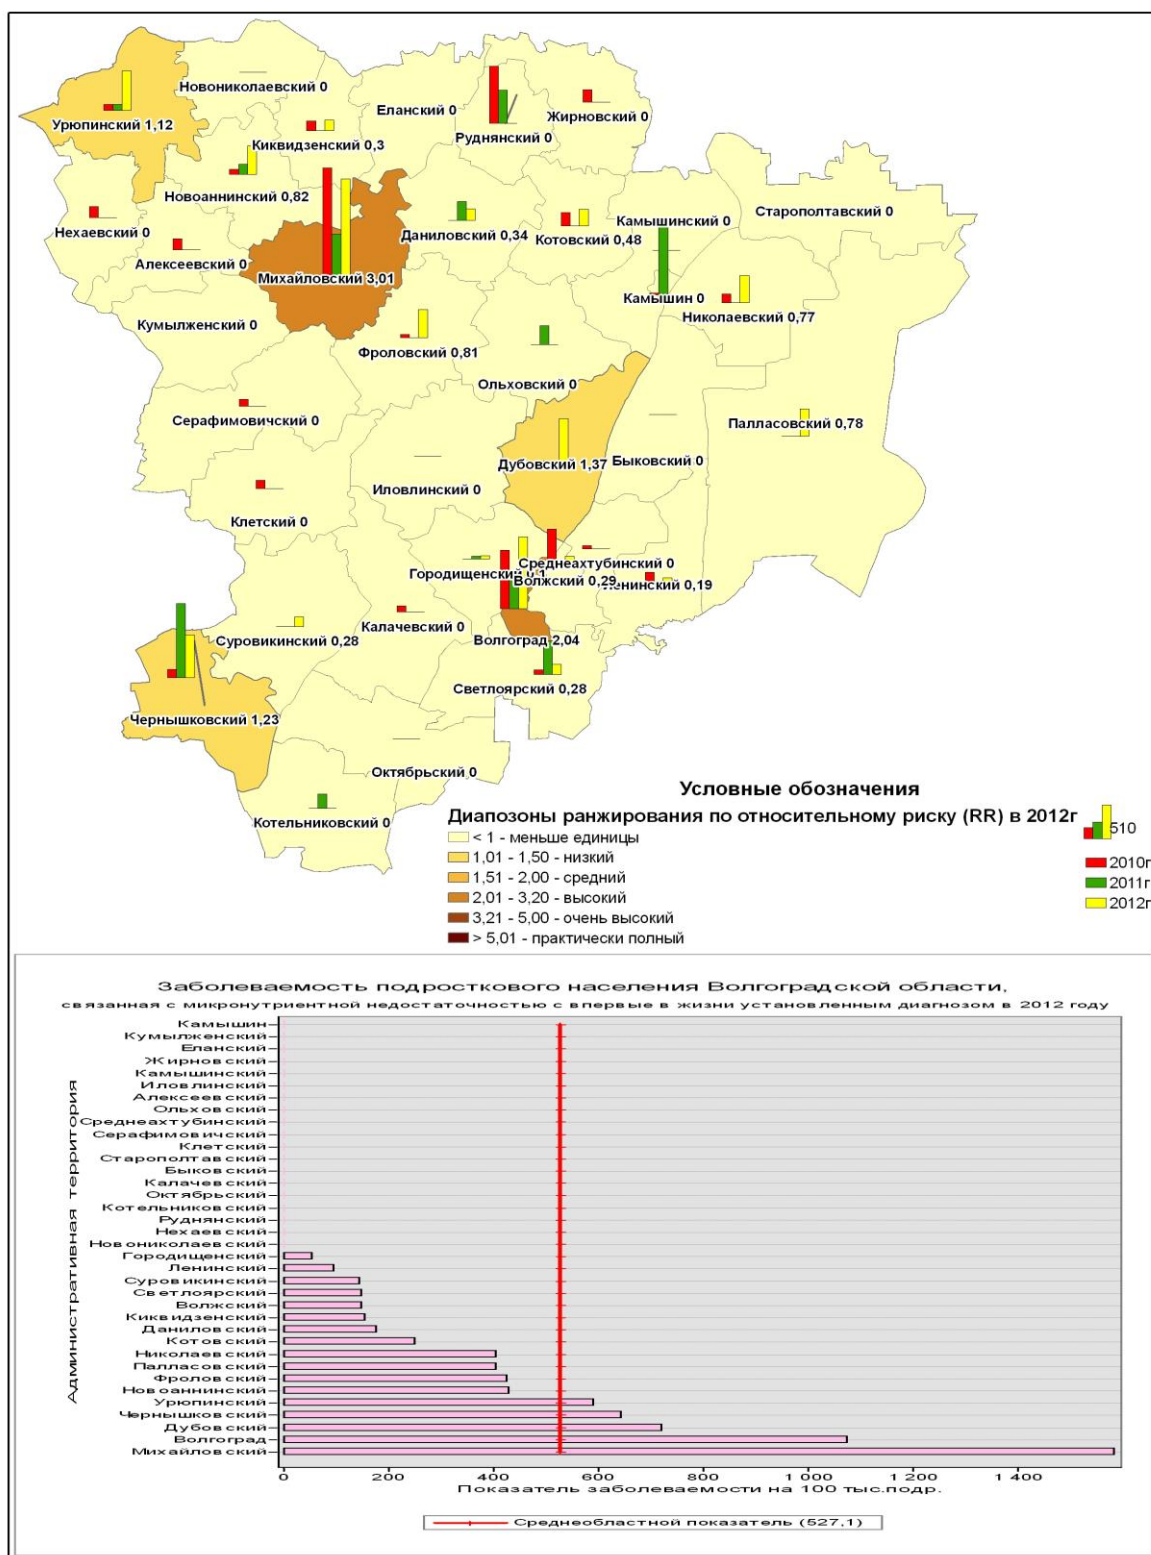 Новониколаевский 0
Еланский 0
Урюпинский 1,12
Руднянский 0
Жирновский 0
Киквидзенский 0,3
Новоаннинский 0,82
Старополтавский 0
Камышинский 0
Нехаевский 0
Даниловский 0,34
Котовский 0,48
Алексеевский 0
Михайловский 3,01
Камышин 0
Николаевский 0,77
Кумылженский 0
Фроловский 0,81
Ольховский 0
Серафимовичский 0
Палласовский 0,78
Дубовский 1,37
Быковский 0
Иловлинский 0
Клетский 0
Среднеахтубинский 0
Городищенский
Волжский 0,29
Ленинский 0,19
Калачевский 0
Суровикинский 0,28
Волгоград 2,04
Светлоярский 0,28
Чернышковский 1,23
Октябрьский 0
Котельниковский 0
Условные обозначения
Диапозоны ранжирования по относительному риску (RR) в 2012г
< 1 - меньше единицы
1,01 - 1,50 - низкий
1,51 - 2,00 - средний
2,01 - 3,20 - высокий
3,21 - 5,00 - очень высокий
> 5,01 - практически полный
510
2010г
2011г
2012г
Заболеваемость подросткового населения Волгоградской области,
связанная с микронутриентной недостаточностью с впервые в жизни установленным диагнозом в 2012 году
Административная территория
Камышин
Кумылженский
Еланский
Жирновский
Камышинский
Иловлинский
Алексеевский
Ольховский
Среднеахтубинский
Серафимовичский
Клетский
Старополтавский
Быковский
Калачевский
Октябрьский
Котельниковский
Руднянский
Нехаевский
Новониколаевский
Городищенский
Ленинский
Суровикинский
Светлоярский
Волжский
Киквидзенский
Даниловский
Котовский
Николаевский
Палласовский
Фроловский
Новоаннинский
Урюпинский
Чернышковский
Дубовский
Волгоград
Михайловский
0 200 400 600 800 1 000 1 200 1 400
Показатель заболеваемости на 100 тыс.подр.
Среднеобластной показатель (527,1)